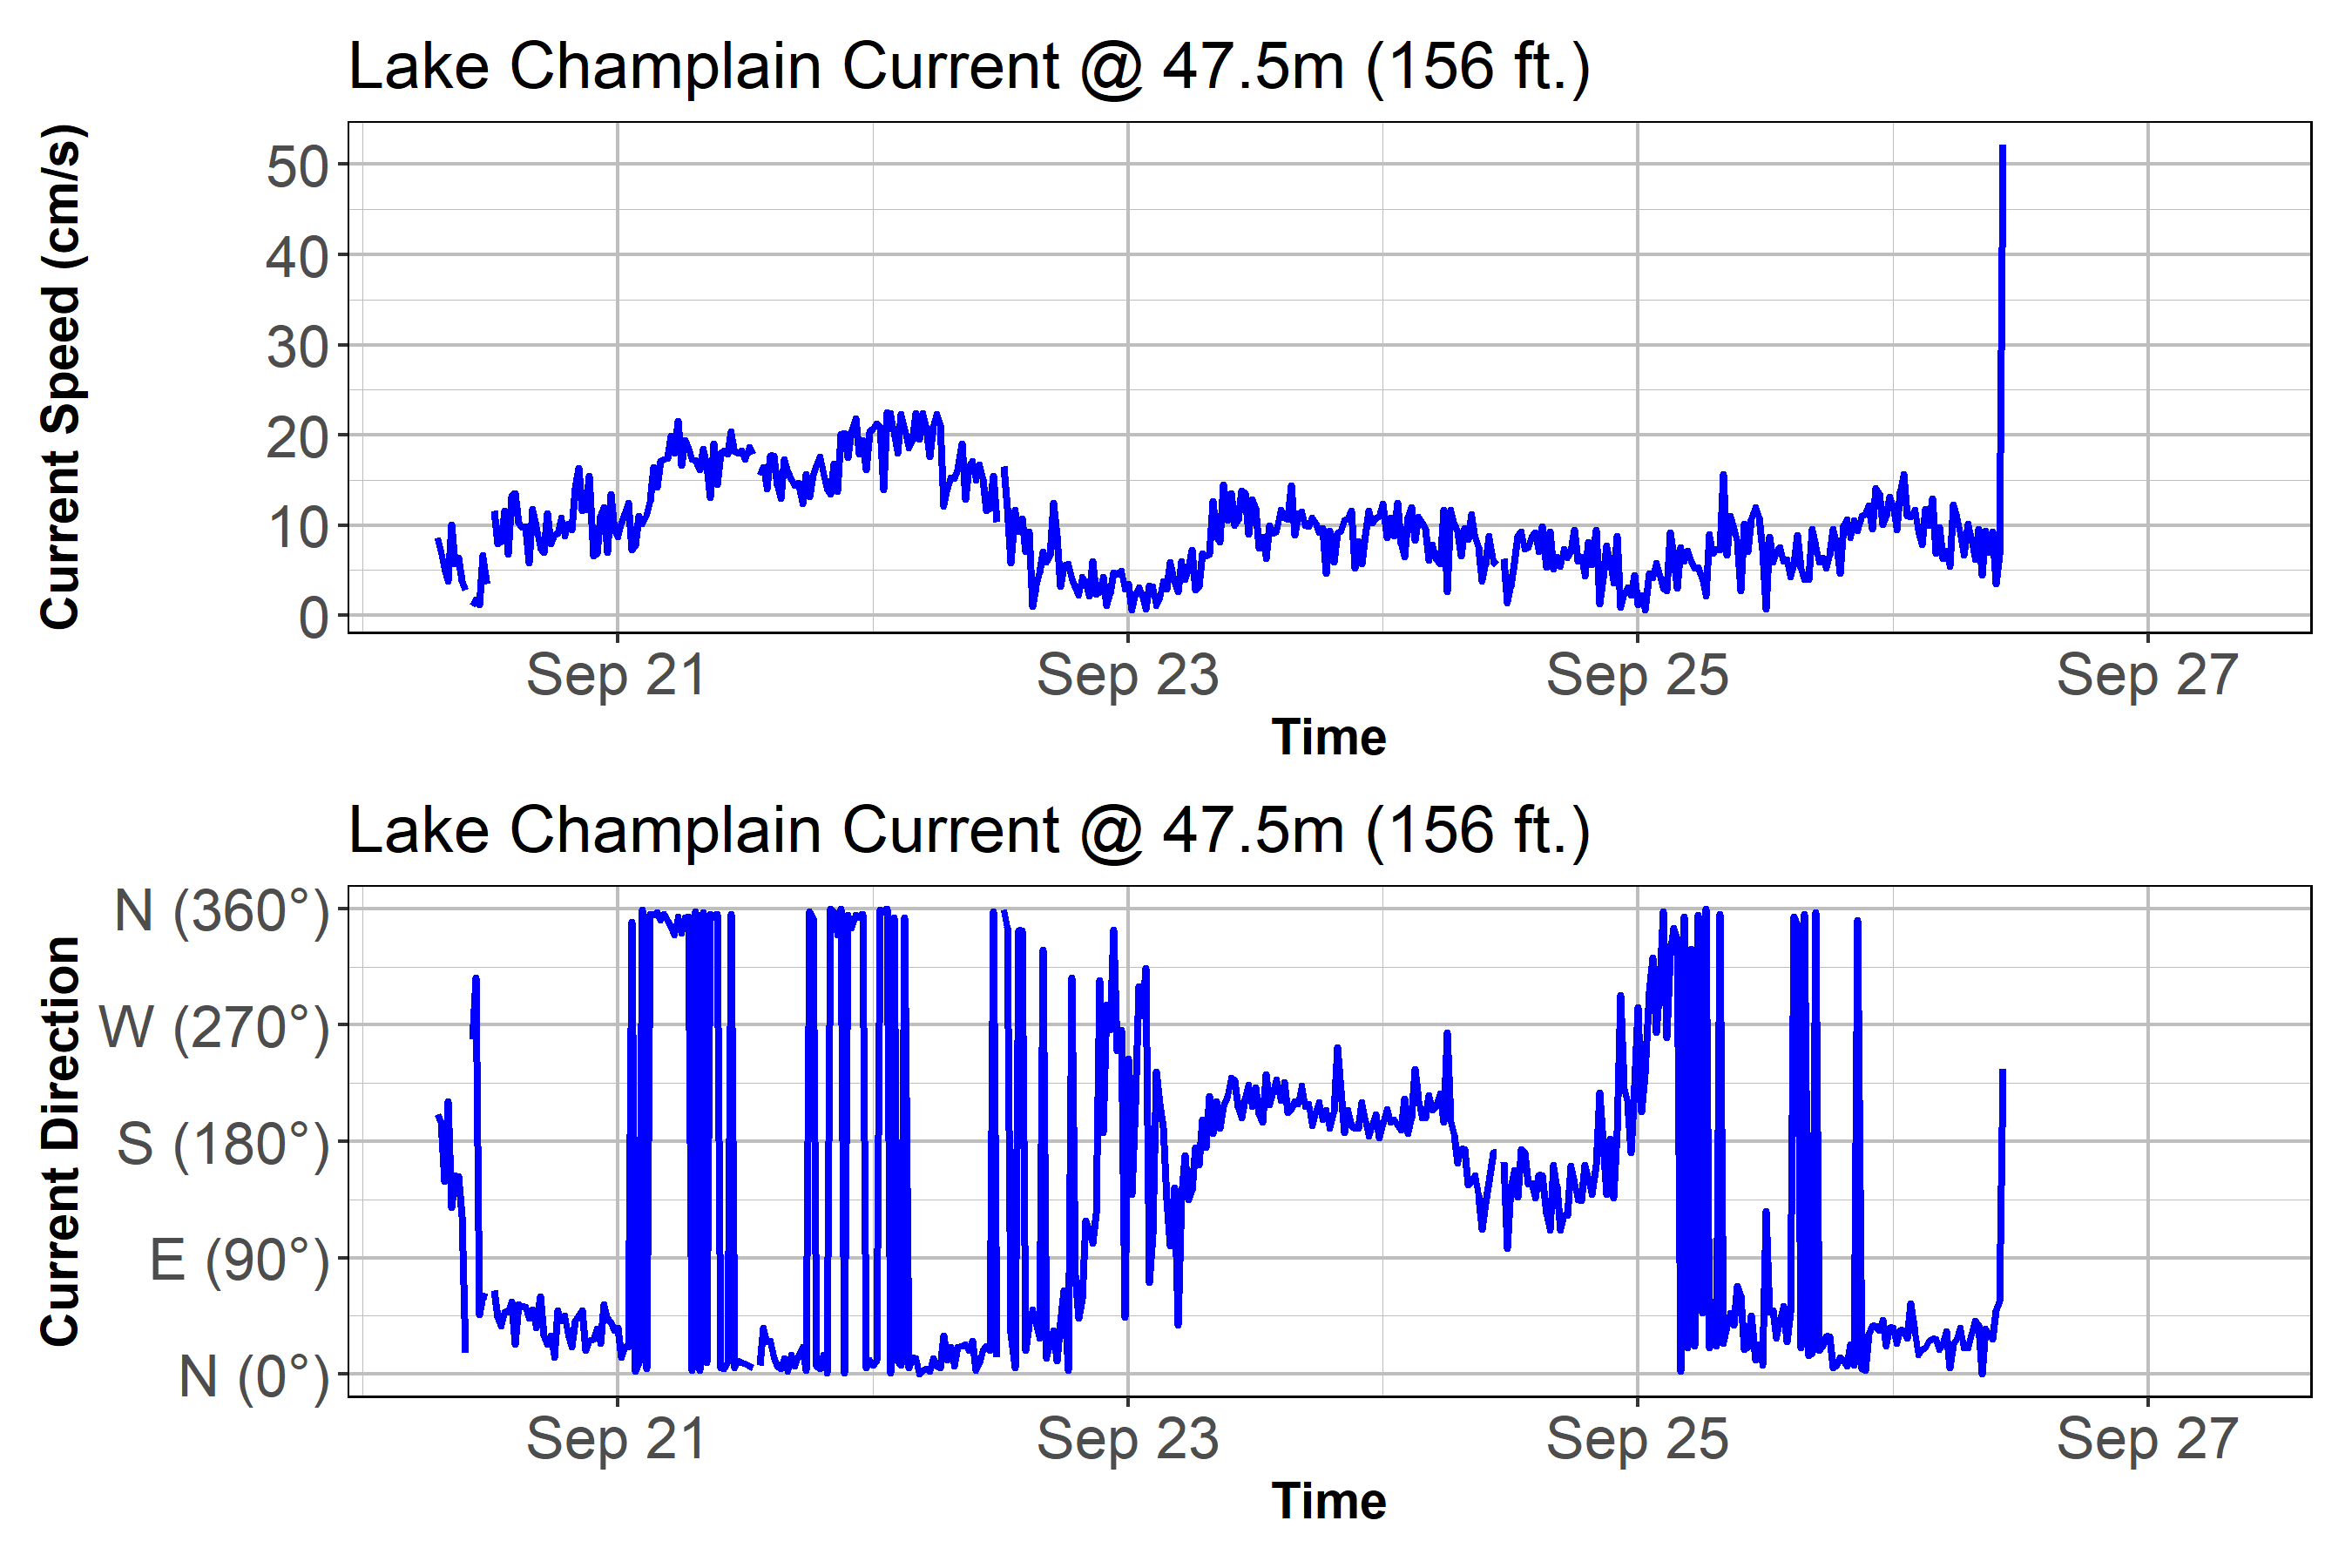 Lake Champlain Current @ 47.5m (156 ft.)
Current Speed (cm/s)
50
40
30
20
10
0
Sep 21 Sep 23 Sep 25 Sep 27
Time
Lake Champlain Current @ 47.5m (156 ft.)
Current Direction
N (360°)
W (270°)
S (180°)
E (90°)
N (0°)
Sep 21 Sep 23 Sep 25 Sep 27
Time